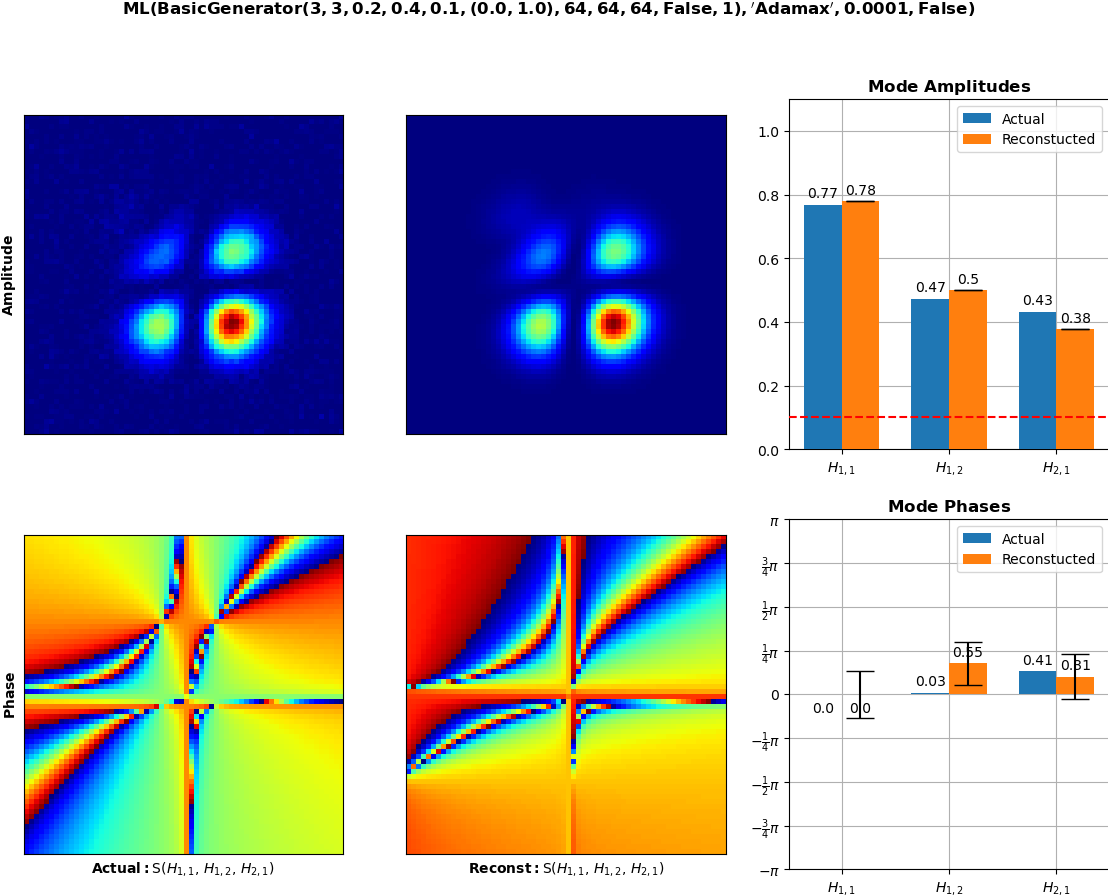 ML(BasicGenerator(3, 3, 0.2, 0.4, 0.1, (0.0, 1.0), 64, 64, 64, False, 1), ′Adamax′, 0.0001, False)
Amplitude
Mode Amplitudes
Actual
Reconstucted
1.0
0.8
0.6
0.4
0.2
0.0
0.77
0.78
0.47
0.5
0.43
0.38
H1,1
H1,2
H2,1
Phase
Actual: S(H1,1, H1,2, H2,1)
Reconst: S(H1,1, H1,2, H2,1)
Mode Phases
Actual
Reconstucted
π
3/4π
1/2π
1/4π
0
−1/4π
−1/2π
−3/4π
−π
0.0
0.0
0.03
0.55
0.41
0.31
H1,1
H1,2
H2,1